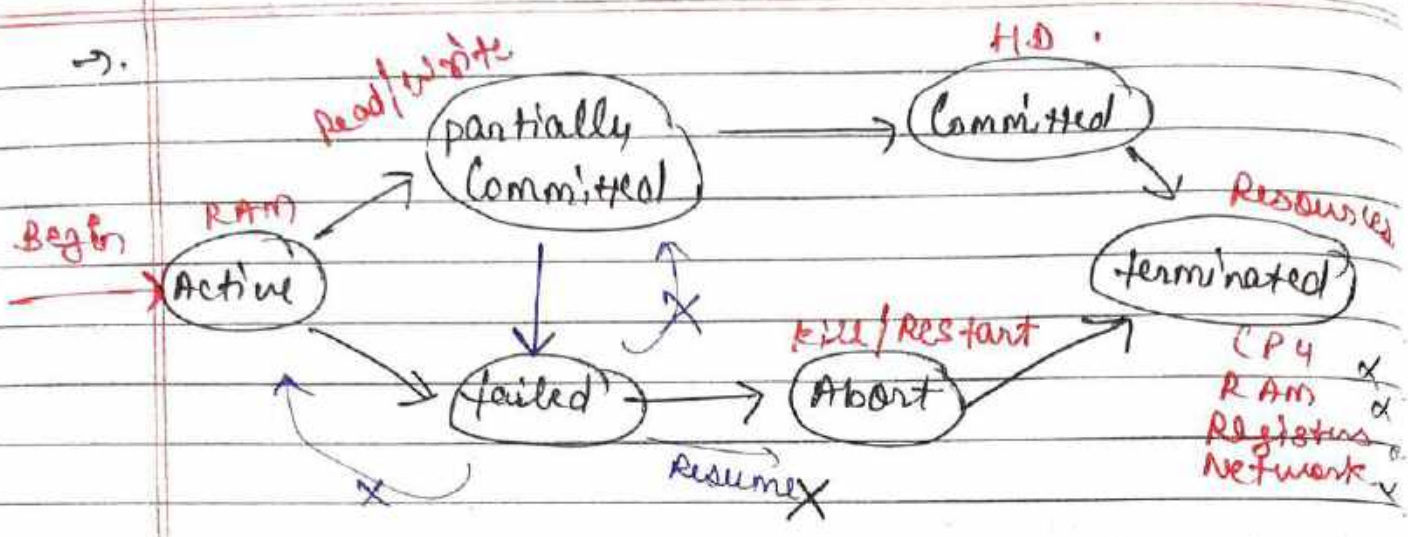 HD
Read/Write
partially
Committed
Committed
Resources
RAM
Begin
Active
terminated
Kill/Restart
failed
Abort
CPU
RAM
Registers
Network
Resume